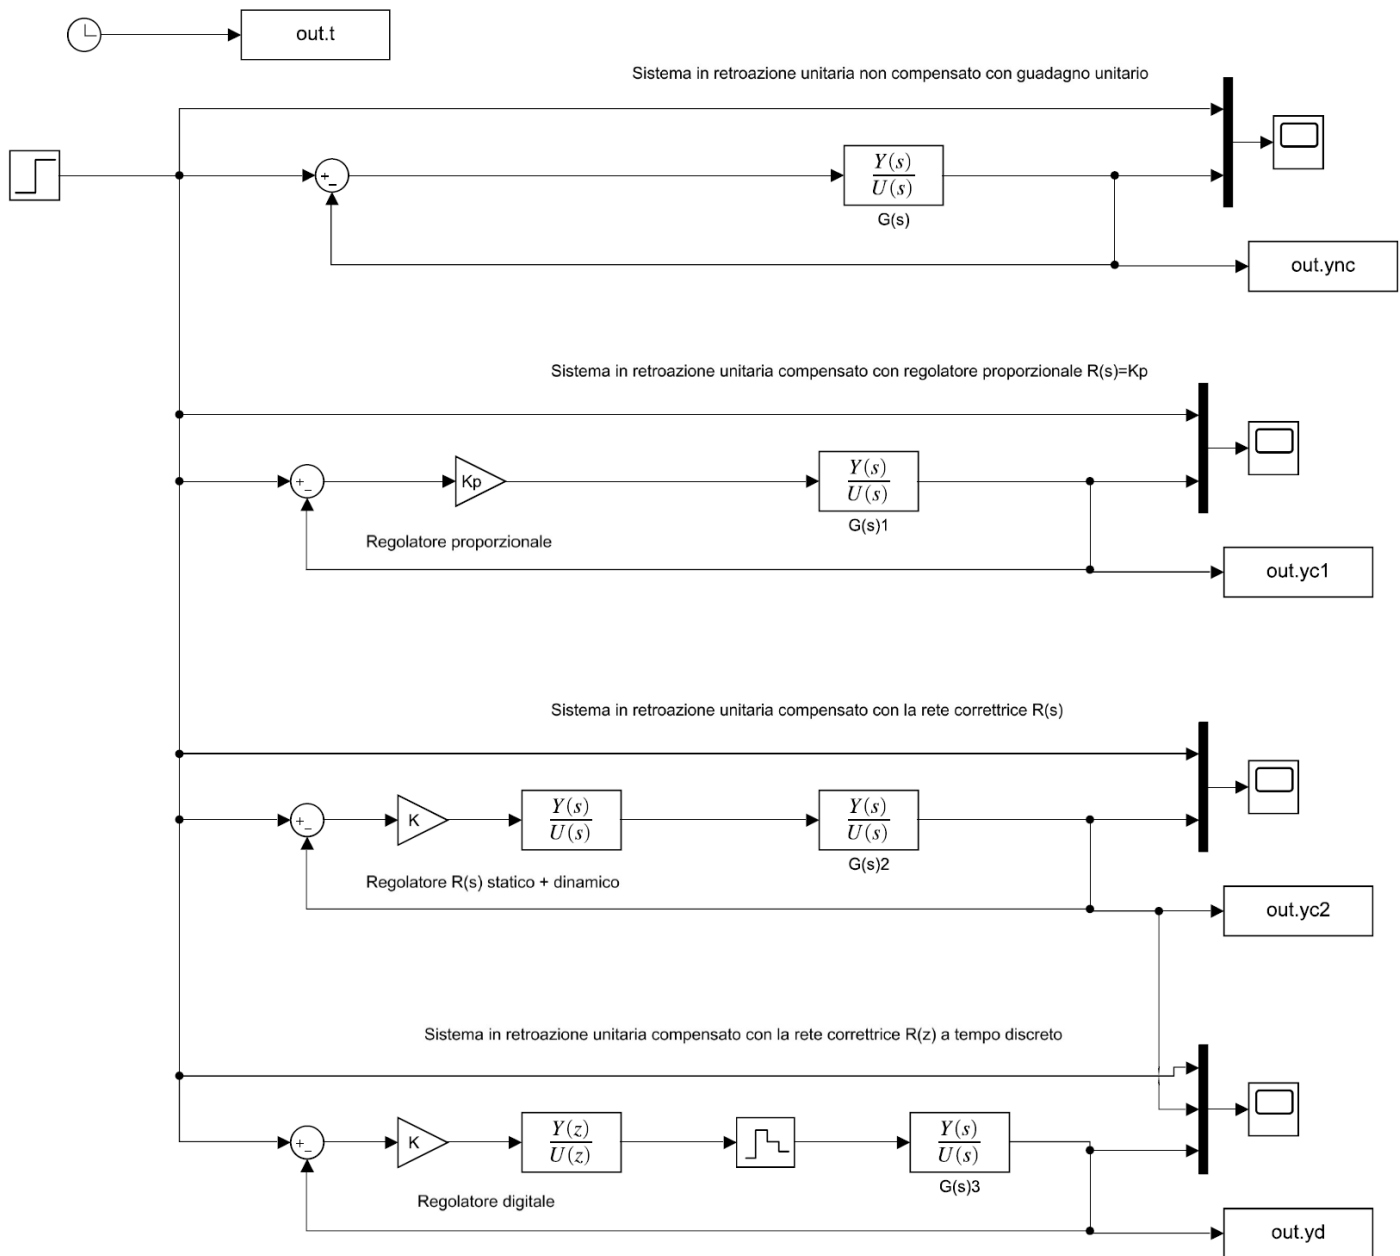 out.t
Sistema in retroazione unitaria non compensato con guadagno unitario
+
−
Y(s)
U(s)
G(s)
out.ync
Sistema in retroazione unitaria compensato con regolatore proporzionale R(s)=Kp
+
−
Kp
Y(s)
U(s)
G(s)1
Regolatore proporzionale
out.yc1
Sistema in retroazione unitaria compensato con la rete correttrice R(s)
+
−
K
Y(s)
U(s)
Y(s)
U(s)
G(s)2
Regolatore R(s) statico + dinamico
out.yc2
Sistema in retroazione unitaria compensato con la rete correttrice R(z) a tempo discreto
+
−
K
Y(z)
U(z)
Y(s)
U(s)
G(s)3
Regolatore digitale
out.yd